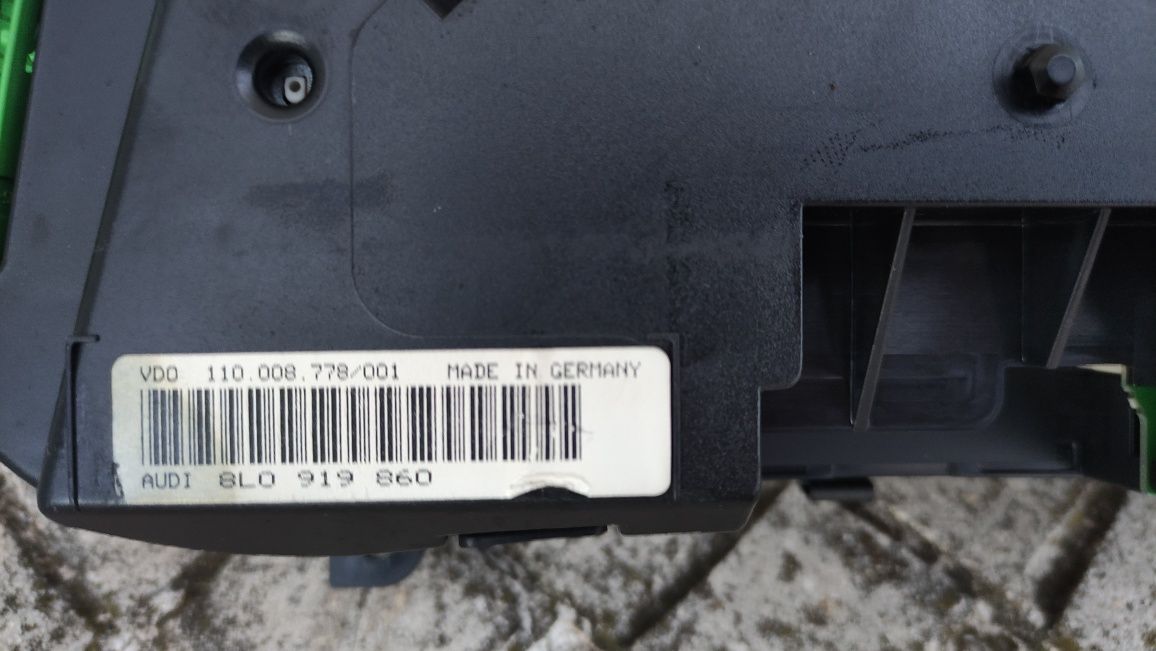 VDO 110.008.778/001 MADE IN GERMANY
AUDI 8L0 919 860